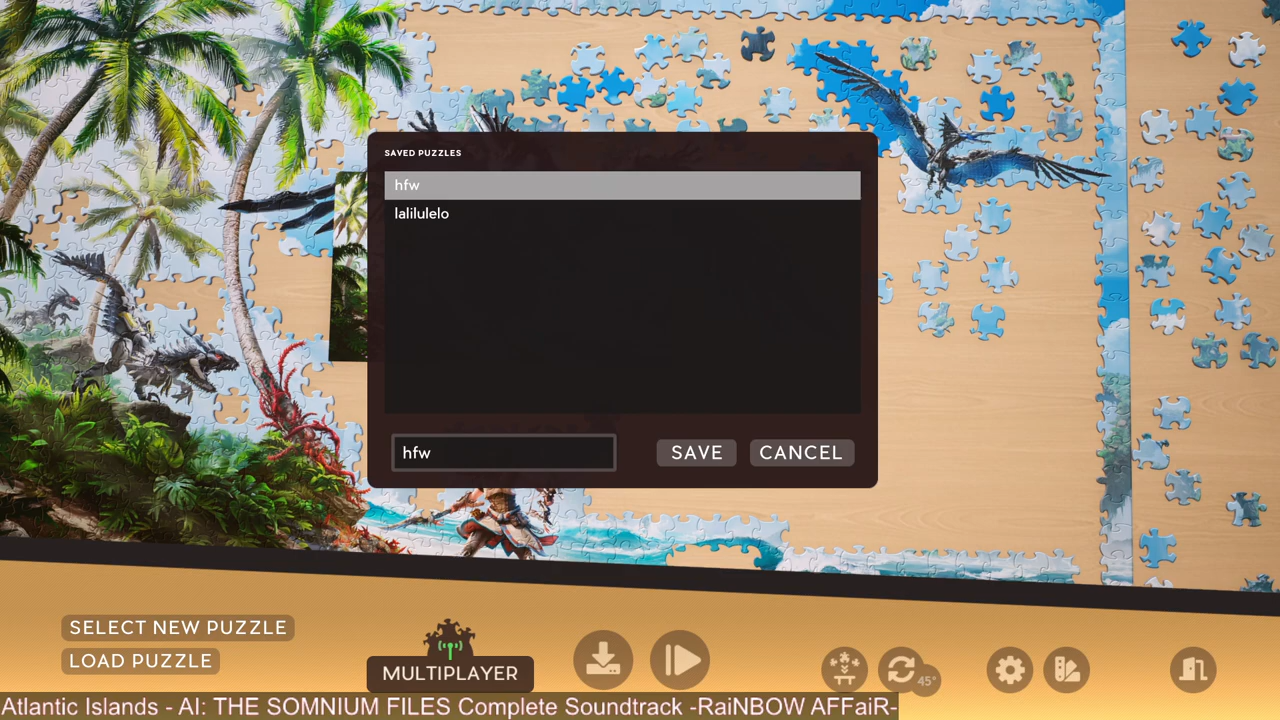 SAVED PUZZLES
hfw
lalilulelo
hfw
SAVE
CANCEL
SELECT NEW PUZZLE
LOAD PUZZLE
MULTIPLAYER
45°
Atlantic Islands - AI: THE SOMNIUM FILES Complete Soundtrack -RaiNBOW AFFaiR-